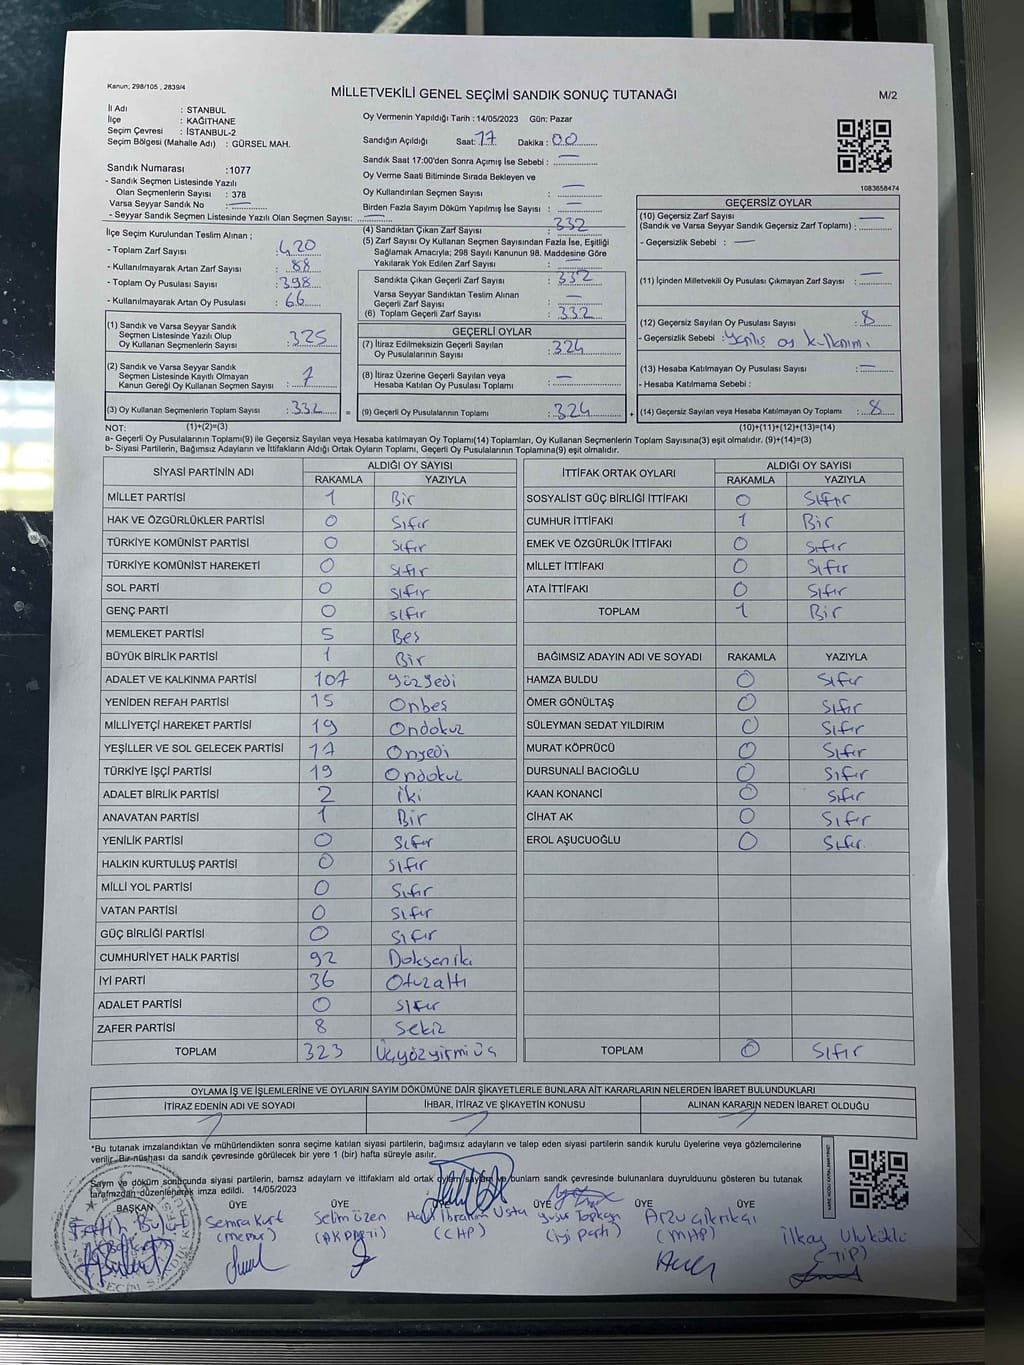 Kanun; 298/105 , 2839/4
MİLLETVEKİLİ GENEL SEÇİMİ SANDIK SONUÇ TUTANAĞI
M/2
İl Adı : STANBUL
İlçe : KAĞITHANE
Seçim Çevresi : İSTANBUL-2
Seçim Bölgesi (Mahalle Adı) : GÜRSEL MAH.
Sandık Numarası :1077
- Sandık Seçmen Listesinde Yazılı
Olan Seçmenlerin Sayısı : 378
Varsa Seyyar Sandık No : —
- Seyyar Sandık Seçmen Listesinde Yazılı Olan Seçmen Sayısı: —
İlçe Seçim Kurulundan Teslim Alınan ;
- Toplam Zarf Sayısı : 420
- Kullanılmayarak Artan Zarf Sayısı : 88
- Toplam Oy Pusulası Sayısı : 398
- Kullanılmayarak Artan Oy Pusulası : 66
(1) Sandık ve Varsa Seyyar Sandık
Seçmen Listesinde Yazılı Olup
Oy Kullanan Seçmenlerin Sayısı : 325
(2) Sandık ve Varsa Seyyar Sandık
Seçmen Listesinde Kayıtlı Olmayan
Kanun Gereği Oy Kullanan Seçmen Sayısı : 7
(3) Oy Kullanan Seçmenlerin Toplam Sayısı : 332
Oy Vermenin Yapıldığı Tarih : 14/05/2023 Gün: Pazar
Sandığın Açıldığı Saat: 17 Dakika : 00
Sandık Saat 17:00'den Sonra Açımış İse Sebebi : —
Oy Verme Saati Bitiminde Sırada Bekleyen ve
Oy Kullandırılan Seçmen Sayısı : —
Birden Fazla Sayım Döküm Yapılmış İse Sayısı : —
(4) Sandıktan Çıkan Zarf Sayısı : 332
(5) Zarf Sayısı Oy Kullanan Seçmen Sayısından Fazla İse, Eşitliği
Sağlamak Amacıyla; 298 Sayılı Kanunun 98. Maddesine Göre
Yakılarak Yok Edilen Zarf Sayısı : —
Sandıkta Çıkan Geçerli Zarf Sayısı : 332
Varsa Seyyar Sandıktan Teslim Alınan
Geçerli Zarf Sayısı : —
(6) Toplam Geçerli Zarf Sayısı : 332
GEÇERLİ OYLAR
(7) İtiraz Edilmeksizin Geçerli Sayılan
Oy Pusulalarının Sayısı : 324
(8) İtiraz Üzerine Geçerli Sayılan veya
Hesaba Katılan Oy Pusulası Toplamı : —
= (9) Geçerli Oy Pusulalarının Toplamı : 324 +
1083658474
GEÇERSİZ OYLAR
(10) Geçersiz Zarf Sayısı
(Sandık ve Varsa Seyyar Sandık Geçersiz Zarf Toplamı) : —
- Geçersizlik Sebebi : —
(11) İçinden Milletvekili Oy Pusulası Çıkmayan Zarf Sayısı : —
(12) Geçersiz Sayılan Oy Pusulası Sayısı : 8
- Geçersizlik Sebebi : Yanlış oy kullanımı
(13) Hesaba Katılmayan Oy Pusulası Sayısı : —
- Hesaba Katılmama Sebebi :
(14) Geçersiz Sayılan veya Hesaba Katılmayan Oy Toplamı : 8
NOT: (1)+(2)=(3) (10)+(11)+(12)+(13)=(14)
a- Geçerli Oy Pusulalarının Toplamı(9) ile Geçersiz Sayılan veya Hesaba katılmayan Oy Toplamı(14) Toplamları, Oy Kullanan Seçmenlerin Toplam Sayısına(3) eşit olmalıdır. (9)+(14)=(3)
b- Siyasi Partilerin, Bağımsız Adayların ve İttifakların Aldığı Ortak Oyların Toplamı, Geçerli Oy Pusulalarının Toplamına(9) eşit olmalıdır.
SİYASİ PARTİNİN ADI ALDIĞI OY SAYISI
RAKAMLA YAZIYLA
MİLLET PARTİSİ 1 Bir
HAK VE ÖZGÜRLÜKLER PARTİSİ 0 Sıfır
TÜRKİYE KOMÜNİST PARTİSİ 0 Sıfır
TÜRKİYE KOMÜNİST HAREKETİ 0 Sıfır
SOL PARTİ 0 Sıfır
GENÇ PARTİ 0 Sıfır
MEMLEKET PARTİSİ 5 Beş
BÜYÜK BİRLİK PARTİSİ 1 Bir
ADALET VE KALKINMA PARTİSİ 107 Yüzyedi
YENİDEN REFAH PARTİSİ 15 Onbeş
MİLLİYETÇİ HAREKET PARTİSİ 19 Ondokuz
YEŞİLLER VE SOL GELECEK PARTİSİ 17 Onyedi
TÜRKİYE İŞÇİ PARTİSİ 19 Ondokuz
ADALET BİRLİK PARTİSİ 2 İki
ANAVATAN PARTİSİ 1 Bir
YENİLİK PARTİSİ 0 Sıfır
HALKIN KURTULUŞ PARTİSİ 0 Sıfır
MİLLİ YOL PARTİSİ 0 Sıfır
VATAN PARTİSİ 0 Sıfır
GÜÇ BİRLİĞİ PARTİSİ 0 Sıfır
CUMHURİYET HALK PARTİSİ 92 Doksaniki
İYİ PARTİ 36 Otuzaltı
ADALET PARTİSİ 0 Sıfır
ZAFER PARTİSİ 8 Sekiz
TOPLAM 323 Üçyüzyirmiüç
İTTİFAK ORTAK OYLARI ALDIĞI OY SAYISI
RAKAMLA YAZIYLA
SOSYALİST GÜÇ BİRLİĞİ İTTİFAKI 0 Sıfır
CUMHUR İTTİFAKI 1 Bir
EMEK VE ÖZGÜRLÜK İTTİFAKI 0 Sıfır
MİLLET İTTİFAKI 0 Sıfır
ATA İTTİFAKI 0 Sıfır
TOPLAM 1 Bir
BAĞIMSIZ ADAYIN ADI VE SOYADI RAKAMLA YAZIYLA
HAMZA BULDU 0 Sıfır
ÖMER GÖNÜLTAŞ 0 Sıfır
SÜLEYMAN SEDAT YILDIRIM 0 Sıfır
MURAT KÖPRÜCÜ 0 Sıfır
DURSUNALİ BACIOĞLU 0 Sıfır
KAAN KONANCİ 0 Sıfır
CİHAT AK 0 Sıfır
EROL AŞUCUOĞLU 0 Sıfır
TOPLAM 0 Sıfır
OYLAMA İŞ VE İŞLEMLERİNE VE OYLARIN SAYIM DÖKÜMÜNE DAİR ŞİKAYETLERLE BUNLARA AİT KARARLARIN NELERDEN İBARET BULUNDUKLARI
İTİRAZ EDENİN ADI VE SOYADI İHBAR, İTİRAZ VE ŞİKAYETİN KONUSU ALINAN KARARIN NEDEN İBARET OLDUĞU
*Bu tutanak imzalandıktan ve mühürlendikten sonra seçime katılan siyasi partilerin, bağımsız adayların ve talep eden siyasi partilerin sandık kurulu üyelerine veya gözlemcilerine
verilir. Bir nüshası da sandık çevresinde görülecek bir yere 1 (bir) hafta süreyle asılır.
Sayım ve döküm sonucunda siyasi partilerin, bamsız adayların ve ittifakların aldı ortak oyların ve bunların sandık çevresinde bulunanlara duyrulduunu gösteren bu tutanak
tarafmzdan düzenlenerek imza edildi. 14/05/2023
BAŞKAN ÜYE ÜYE ÜYE ÜYE ÜYE
Fatih Bulut Semra Kurt Selim Üzen İbrahim Usta Yusuf Topkaya Arzu İlkay
(Başkan) (Memur) (AKPARTİ) (CHP) (iyi parti) (MHP) (TİP)